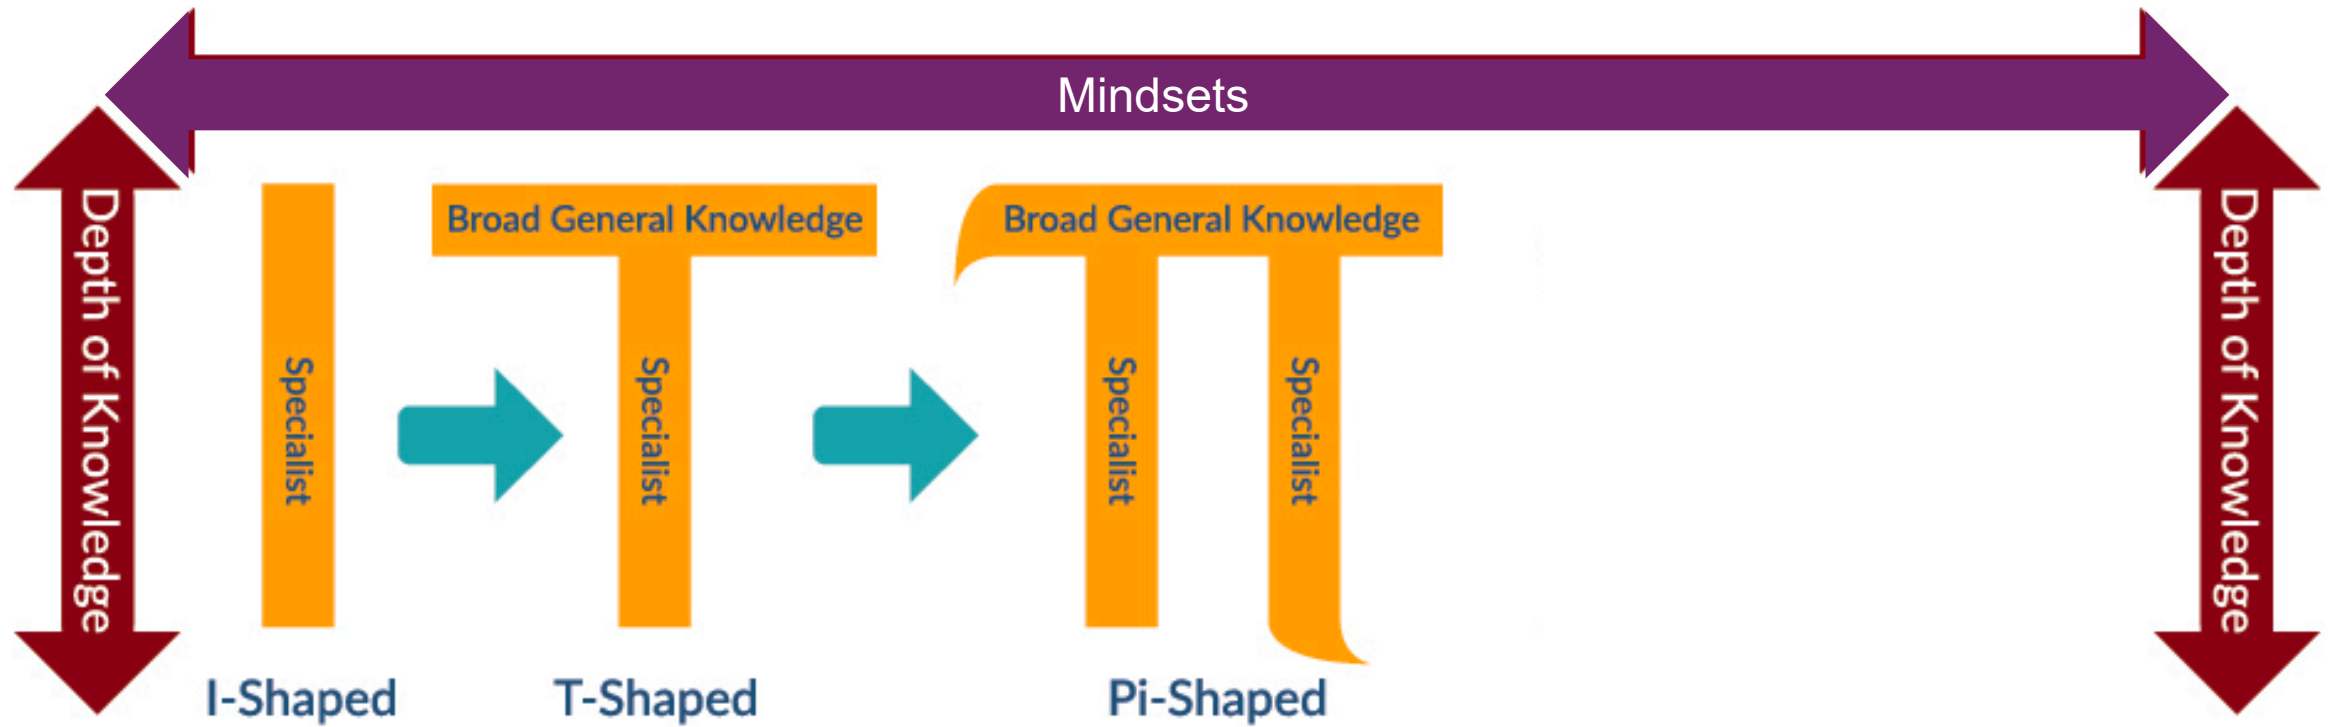 Mindsets
Depth of Knowledge
Specialist
Broad General Knowledge
Specialist
Broad General Knowledge
Specialist
Specialist
Depth of Knowledge
I-Shaped
T-Shaped
Pi-Shaped